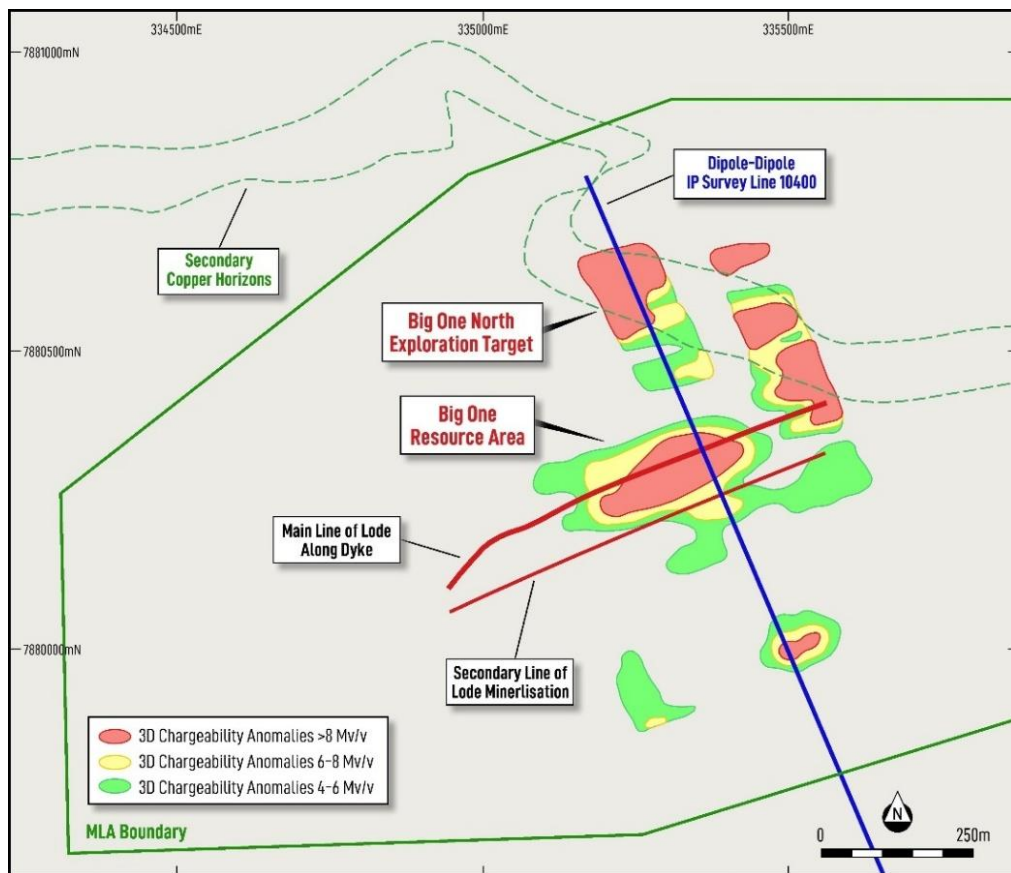 334500mE
335000mE
335500mE
7881000mN
Dipole-Dipole
IP Survey Line 10400
Secondary
Copper Horizons
Big One North
Exploration Target
7880500mN
Big One
Resource Area
Main Line of Lode
Along Dyke
7880000mN
Secondary Line of
Lode Minerlisation
3D Chargeability Anomalies >8 Mv/v
3D Chargeability Anomalies 6-8 Mv/v
3D Chargeability Anomalies 4-6 Mv/v
MLA Boundary
N
0
250m